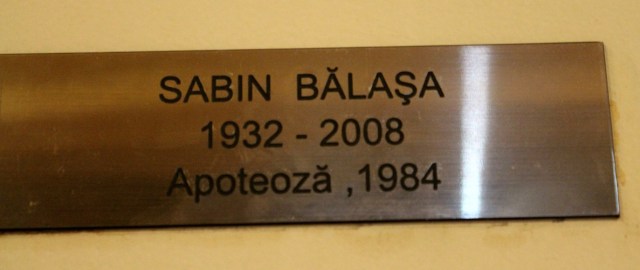 SABIN BĂLAŞA
1932 - 2008
Apoteoză ,1984